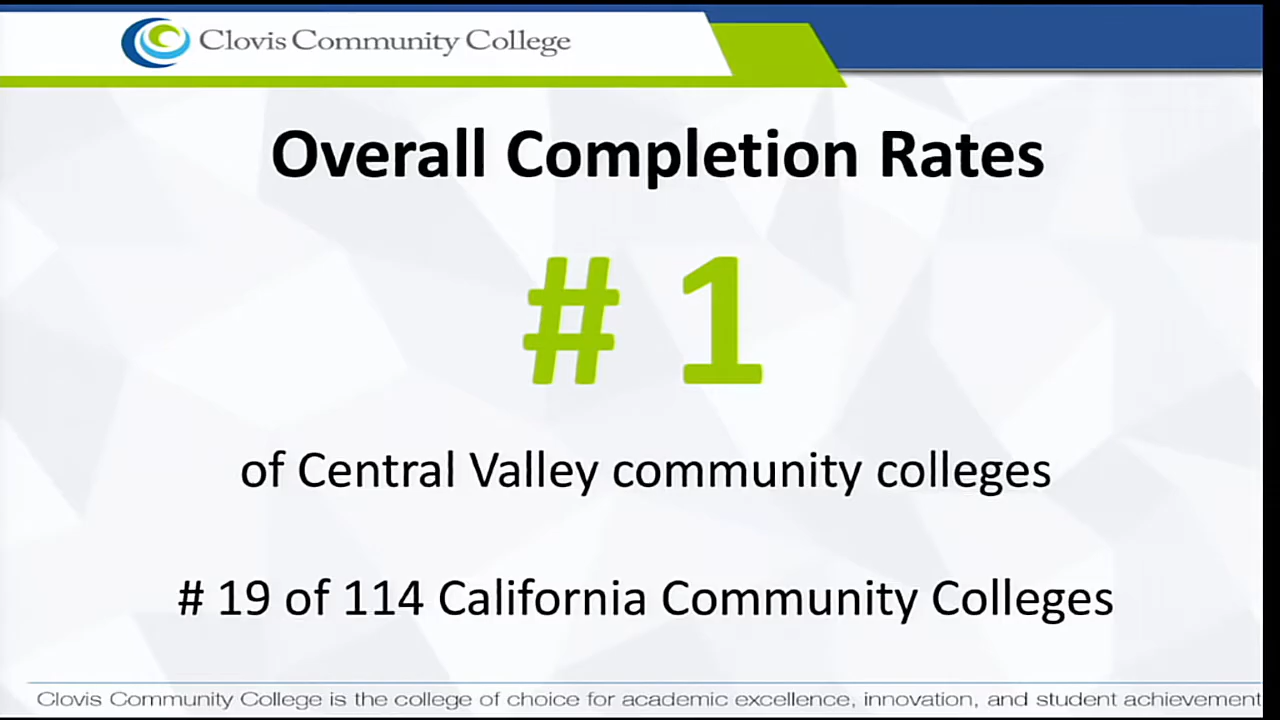 Clovis Community College
Overall Completion Rates
# 1
of Central Valley community colleges
# 19 of 114 California Community Colleges
Clovis Community College is the college of choice for academic excellence, innovation, and student achievement